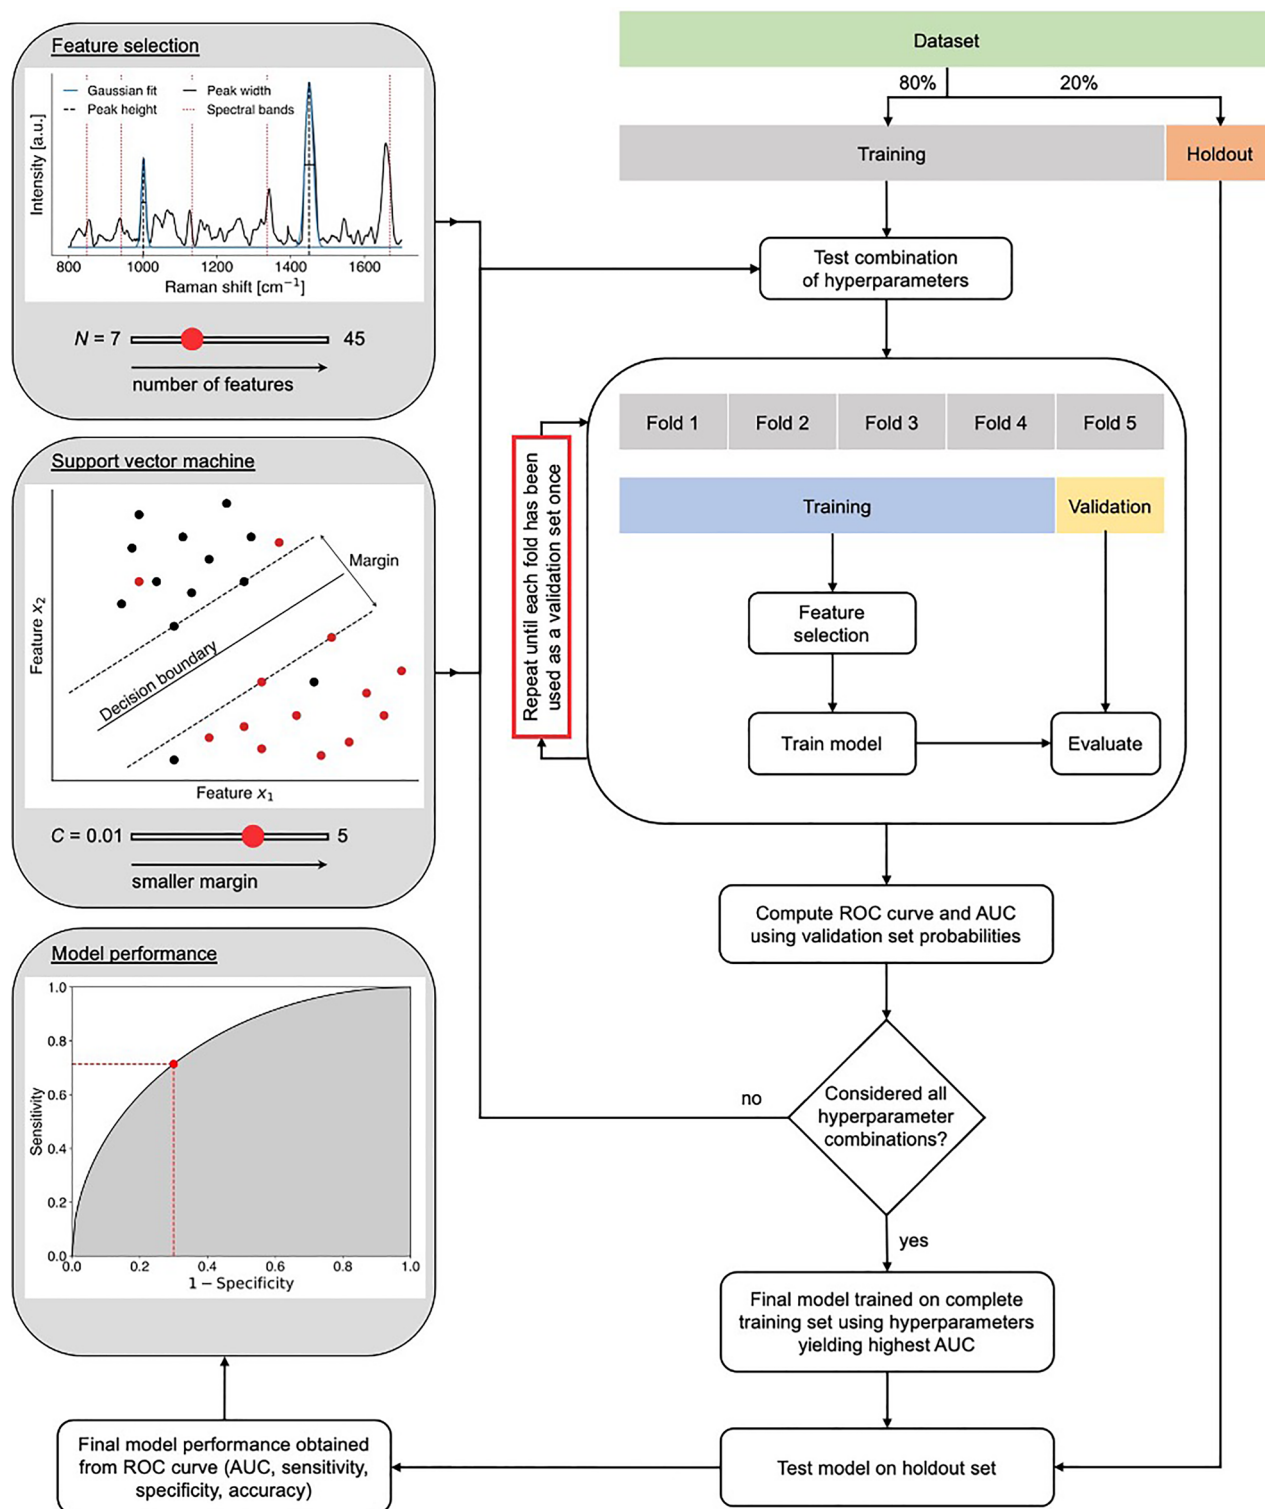 Feature selection
Gaussian fit
Peak width
Peak height
Spectral bands
Intensity [a.u.]
800 1000 1200 1400 1600
Raman shift [cm⁻¹]
N = 7
45
number of features
Support vector machine
Margin
Decision boundary
Feature x₂
Feature x₁
C = 0.01
5
smaller margin
Model performance
1.0
0.8
0.6
0.4
0.2
0.0
Sensitivity
0.0 0.2 0.4 0.6 0.8 1.0
1 − Specificity
Final model performance obtained
from ROC curve (AUC, sensitivity,
specificity, accuracy)
Dataset
80%
20%
Training
Holdout
Test combination
of hyperparameters
Repeat until each fold has been
used as a validation set once
Fold 1
Fold 2
Fold 3
Fold 4
Fold 5
Training
Validation
Feature
selection
Train model
Evaluate
Compute ROC curve and AUC
using validation set probabilities
Considered all
hyperparameter
combinations?
no
yes
Final model trained on complete
training set using hyperparameters
yielding highest AUC
Test model on holdout set